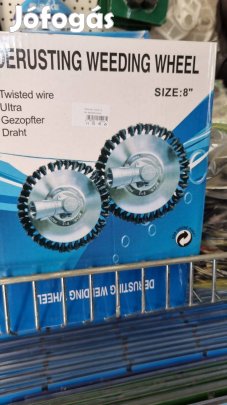 Jófogás
DERUSTING WEEDING WHEEL
Twisted wire
Ultra
Gezopfter
Draht
SIZE:8"
DERUSTING WEEDING WHEEL